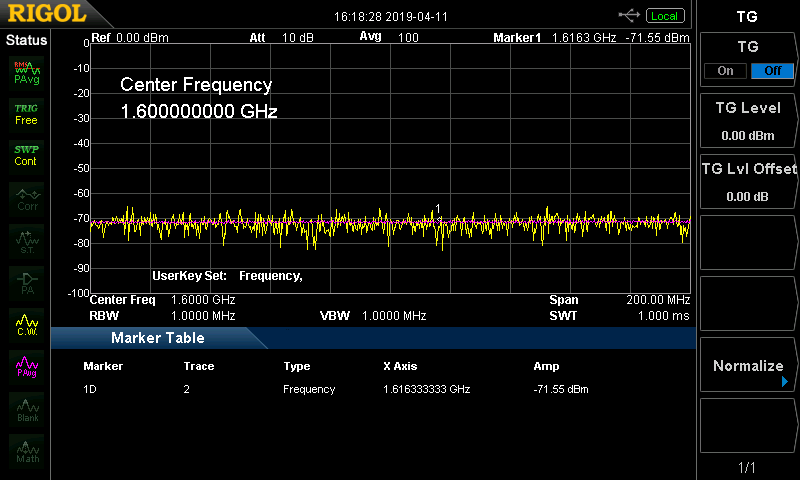 RIGOL
16:18:28 2019-04-11
Local
TG
Status
Ref 0.00 dBm Att 10 dB Avg 100 Marker1 1.6163 GHz -71.55 dBm
0
-10
-20
-30
-40
-50
-60
-70
-80
-90
-100
Center Frequency
1.600000000 GHz
1
UserKey Set: Frequency,
Center Freq 1.6000 GHz Span 200.00 MHz
RBW 1.0000 MHz VBW 1.0000 MHz SWT 1.000 ms
Marker Table
Marker Trace Type X Axis Amp
1D 2 Frequency 1.616333333 GHz -71.55 dBm
RMS
PAvg
TRIG
Free
SWP
Cont
Corr
S.T.
PA
C.W.
P.Avg
Blank
Math
TG
On Off
TG Level
0.00 dBm
TG Lvl Offset
0.00 dB
Normalize
1/1